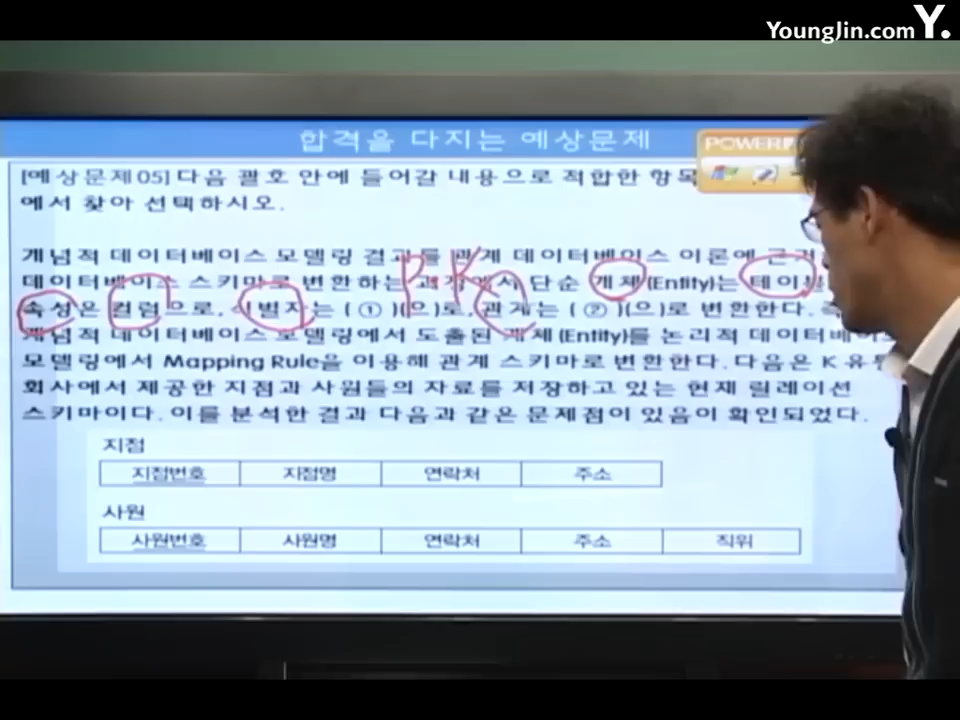 YoungJin.com Y.
합격을 다지는 예상문제
[예상문제05] 다음 괄호 안에 들어갈 내용으로 적합한 항목
에서 찾아 선택하시오.
개념적 데이터베이스 모델링 결과를 관계 데이터베이스 이론에
데이터베이스 스키마로 변환하는 과정에서 단순 개체(Entity)는 테이블
속성은 컬럼으로, 식별자는 ( ① )(으)로, 관계는 ( ② )(으)로 변환한다.
개념적 데이터베이스 모델링에서 도출된 개체(Entity)를 논리적
모델링에서 Mapping Rule을 이용해 관계 스키마로 변환한다. 다음은 K
회사에서 제공한 지점과 사원들의 자료를 저장하고 있는 현재 릴레이션
스키마이다. 이를 분석한 결과 다음과 같은 문제점이 있음이 확인되었다.
P.K
지점
지점번호 지점명 연락처 주소
사원
사원번호 사원명 연락처 주소 직위